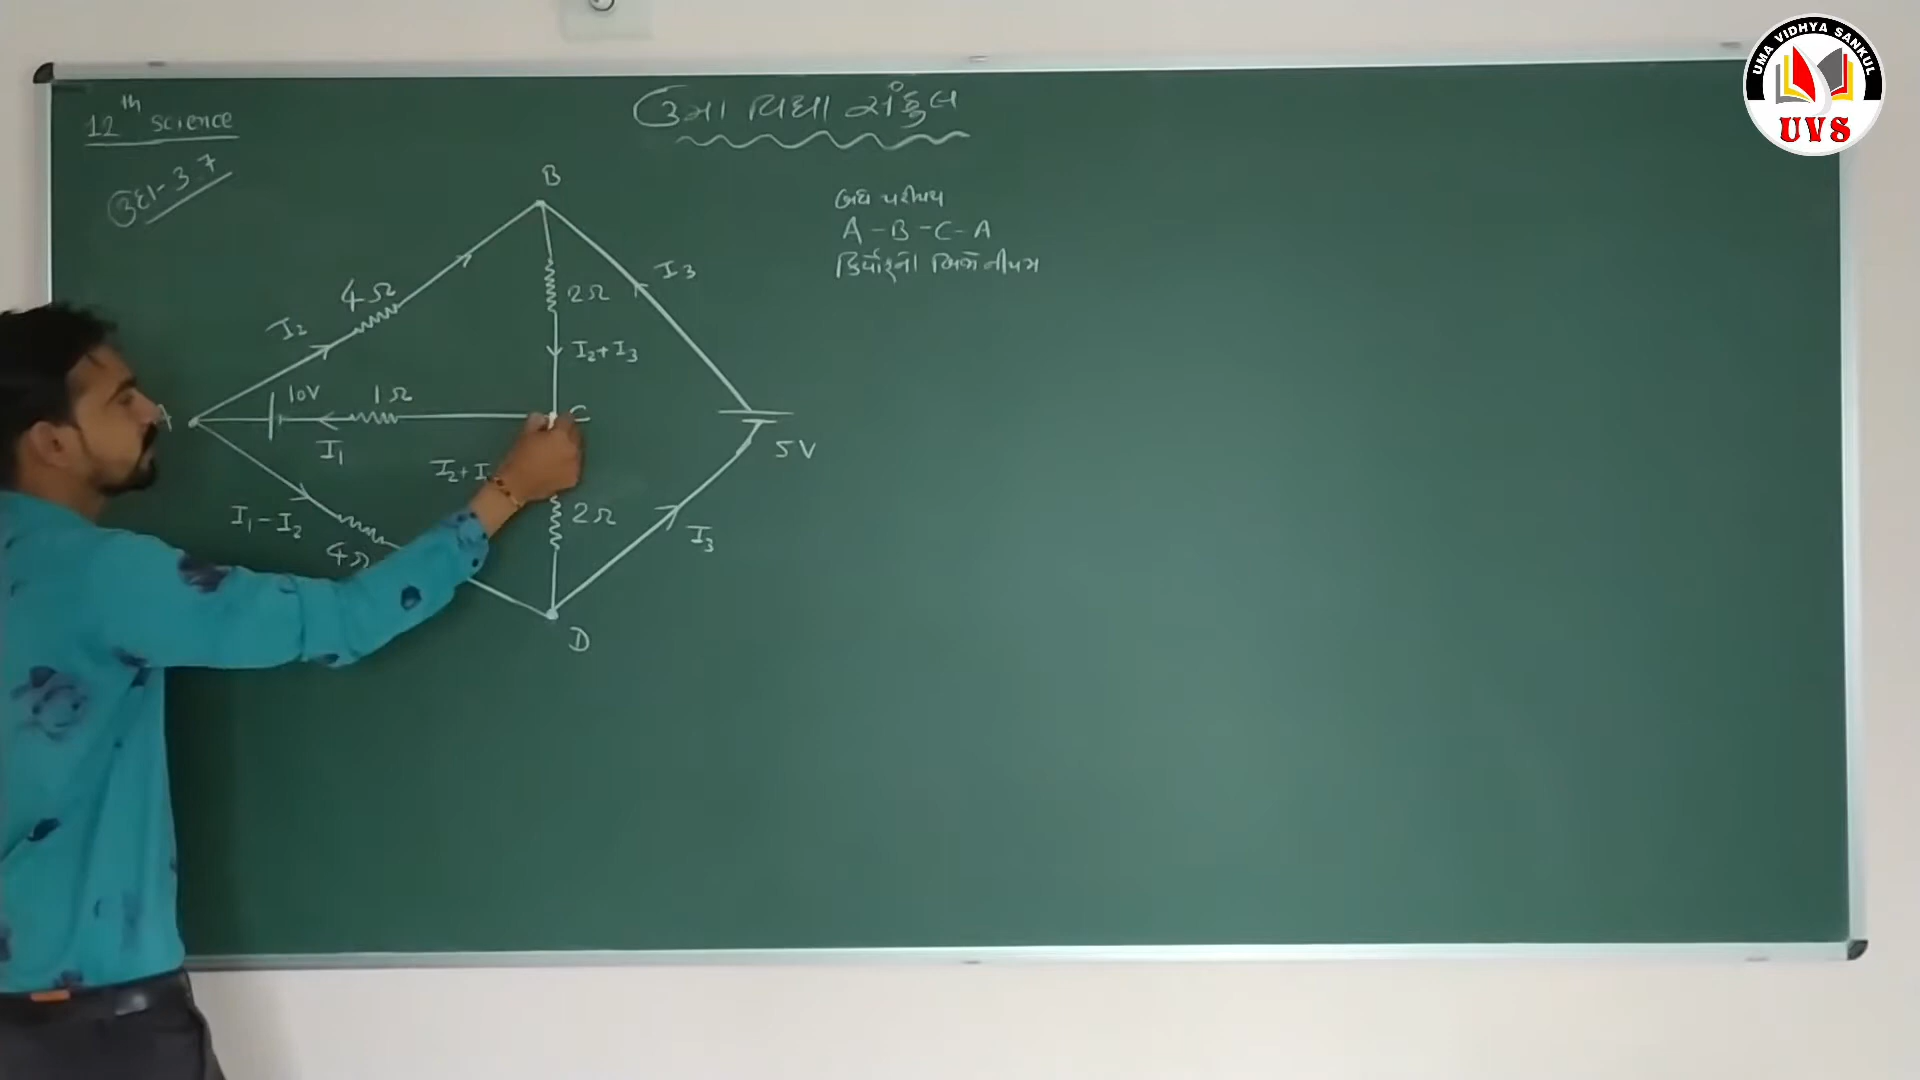 UMA VIDHYA SANKUL
UVS
12th science
ઉદા-3.7
ઉમા વિદ્યા સંકુલ
બંધ પરીપથ
A-B-C-A
કિર્ચોફનો બિજો નીયમ
B
4Ω
I2
2Ω
I3
I2+I3
10V
1Ω
A
C
I1
5V
I1-I2
4Ω
2Ω
I3
D